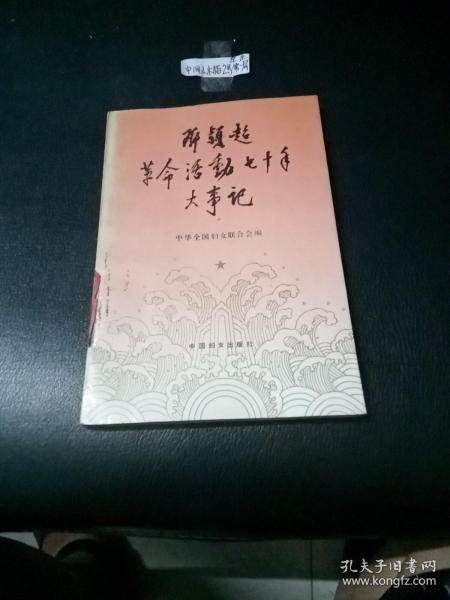 邓颖超
革命活動七十年
大事记
中华全国妇女联合会编
中国妇女出版社
孔夫子旧书网
www.kongfz.com